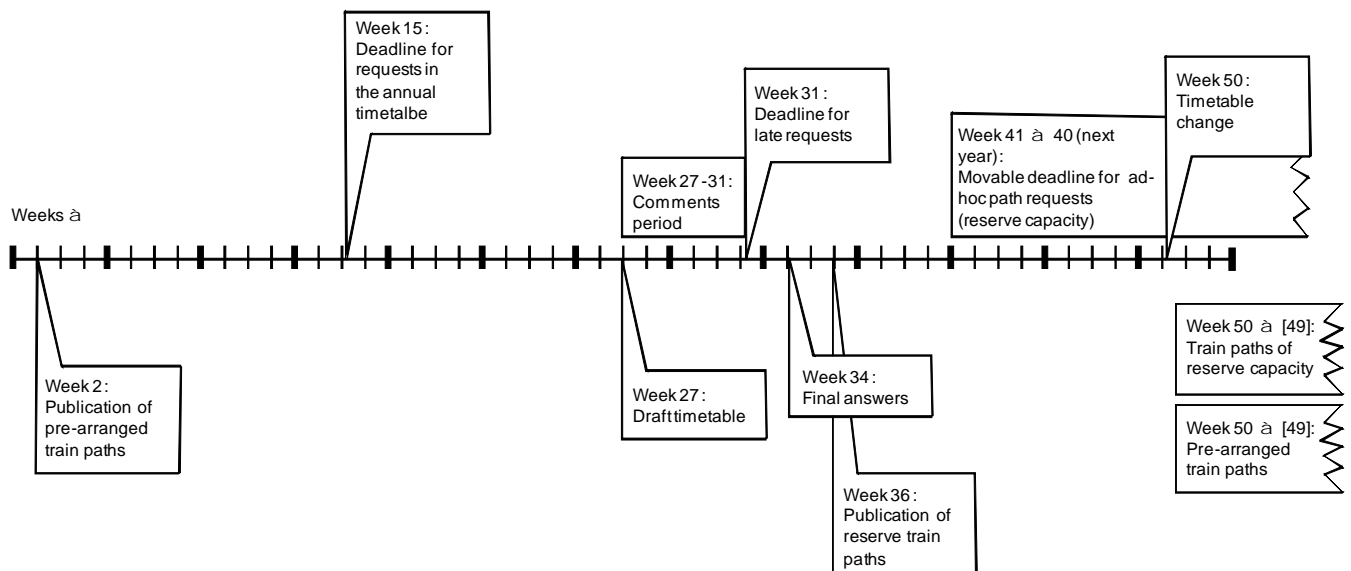 Week 15:
Deadline for
requests in
the annual
timetalbe
Week 31:
Deadline for
late requests
Week 50:
Timetable
change
Week 41 à 40 (next
year):
Movable deadline for ad-
hoc path requests
(reserve capacity)
Week 27-31:
Comments
period
Weeks à
Week 2:
Publication of
pre-arranged
train paths
Week 27:
Draft timetable
Week 34:
Final answers
Week 36:
Publication of
reserve train
paths
Week 50 à [49]:
Train paths of
reserve capacity
Week 50 à [49]:
Pre-arranged
train paths